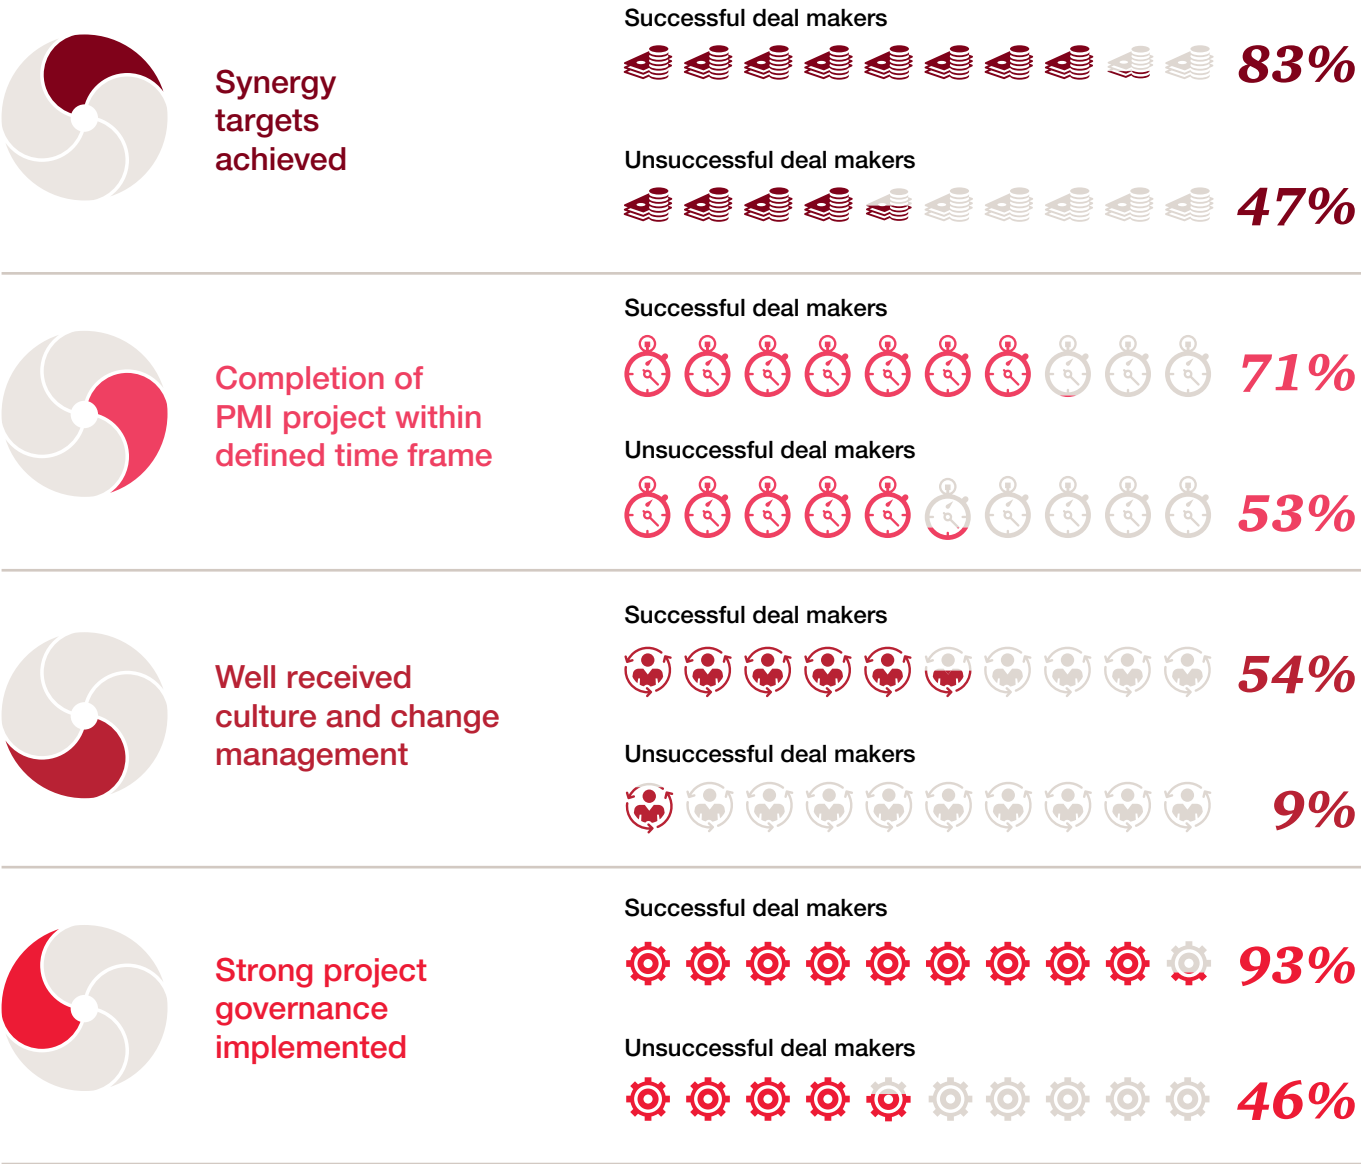 Synergy
targets
achieved
Successful deal makers
83%
Unsuccessful deal makers
47%
Completion of
PMI project within
defined time frame
Successful deal makers
71%
Unsuccessful deal makers
53%
Well received
culture and change
management
Successful deal makers
54%
Unsuccessful deal makers
9%
Strong project
governance
implemented
Successful deal makers
93%
Unsuccessful deal makers
46%